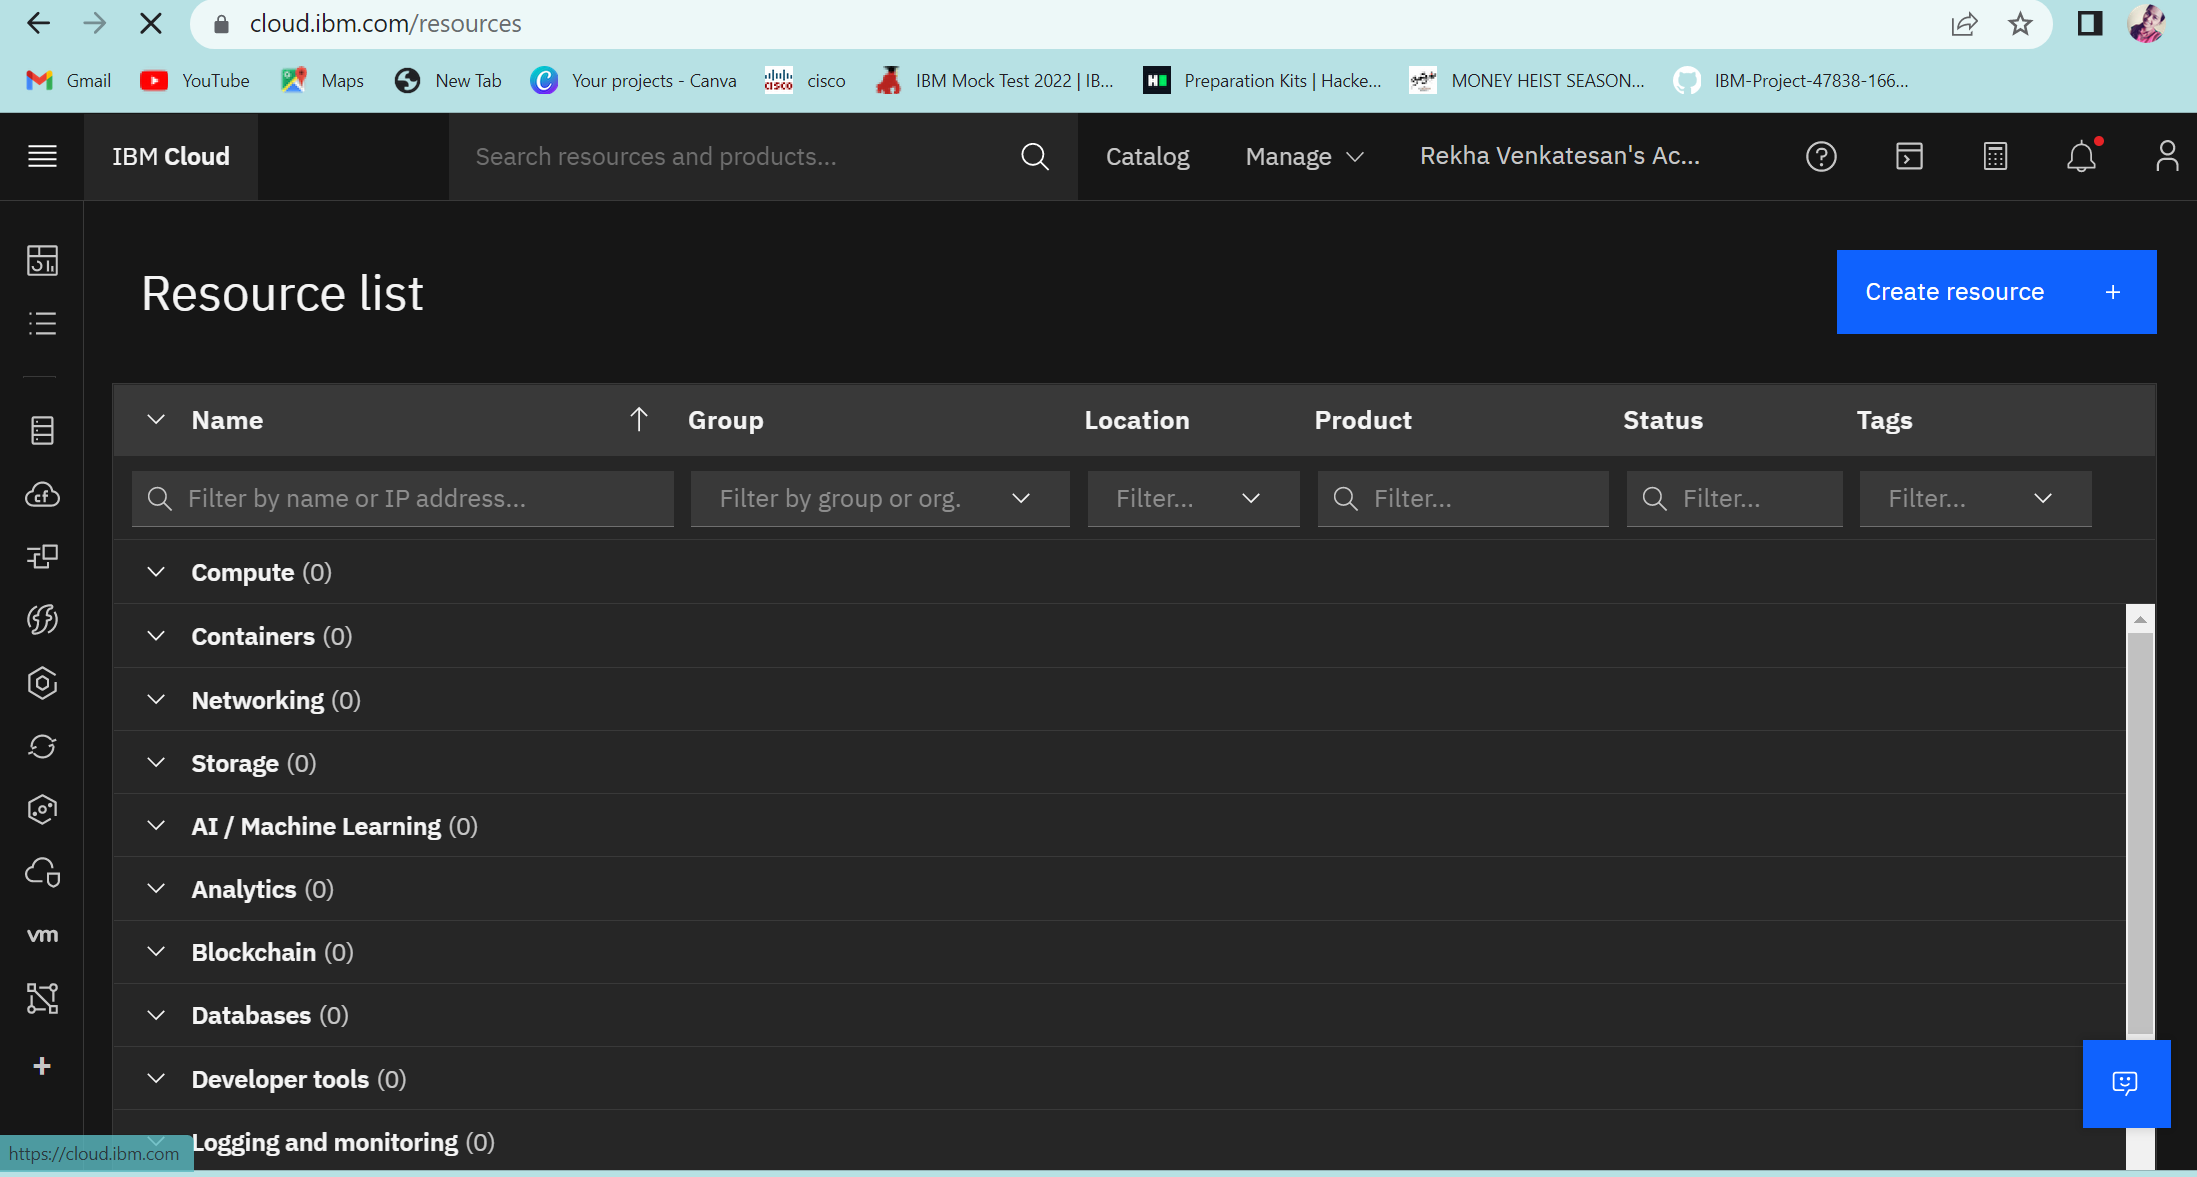 cloud.ibm.com/resources
Gmail YouTube Maps New Tab Your projects - Canva cisco IBM Mock Test 2022 | IB... Preparation Kits | Hacke... MONEY HEIST SEASON... IBM-Project-47838-166...
IBM Cloud Search resources and products... Catalog Manage Rekha Venkatesan's Ac...
Resource list
Create resource +
Name Group Location Product Status Tags
Filter by name or IP address... Filter by group or org. Filter... Filter... Filter... Filter...
Compute (0)
Containers (0)
Networking (0)
Storage (0)
AI / Machine Learning (0)
Analytics (0)
vm
Blockchain (0)
Databases (0)
Developer tools (0)
Logging and monitoring (0)
https://cloud.ibm.com